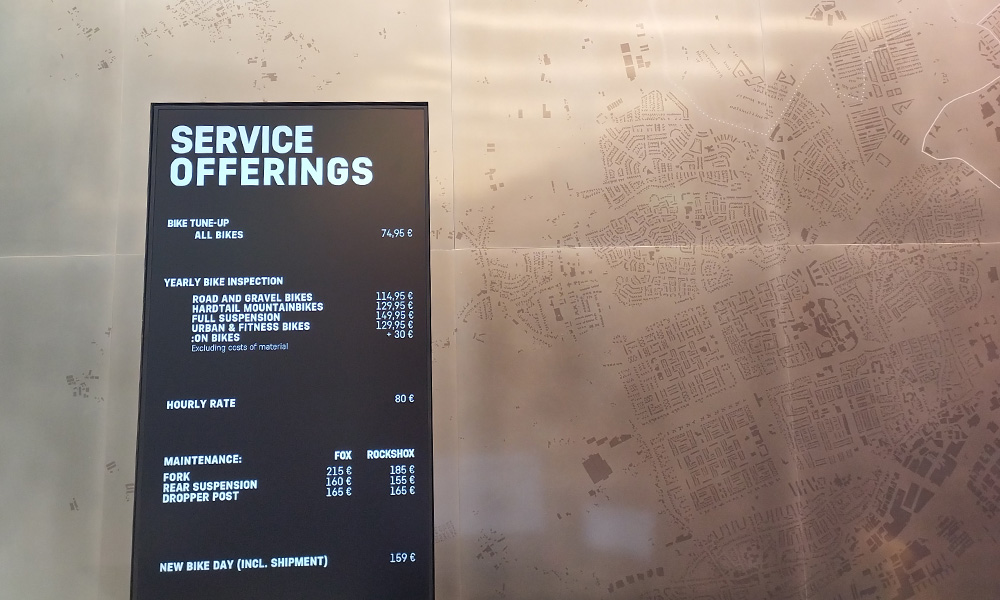 SERVICE
OFFERINGS
BIKE TUNE-UP
ALL BIKES 74,95 €
YEARLY BIKE INSPECTION
ROAD AND GRAVEL BIKES 114,95 €
HARDTAIL MOUNTAINBIKES 129,95 €
FULL SUSPENSION 149,95 €
URBAN & FITNESS BIKES 129,95 €
:ON BIKES + 30 €
Excluding costs of material
HOURLY RATE 80 €
MAINTENANCE: FOX ROCKSHOX
FORK 215 € 185 €
REAR SUSPENSION 160 € 155 €
DROPPER POST 165 € 165 €
NEW BIKE DAY (INCL. SHIPMENT) 159 €